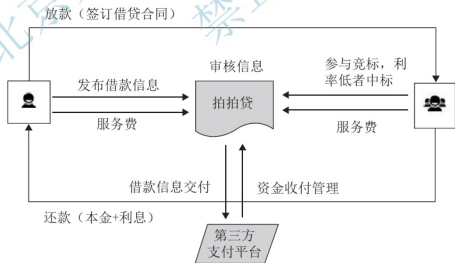 放款（签订借贷合同）
审核信息
参与竞标，利
率低者中标
发布借款信息
拍拍贷
服务费
服务费
借款信息交付
资金收付管理
还款（本金+利息）
第三方
支付平台